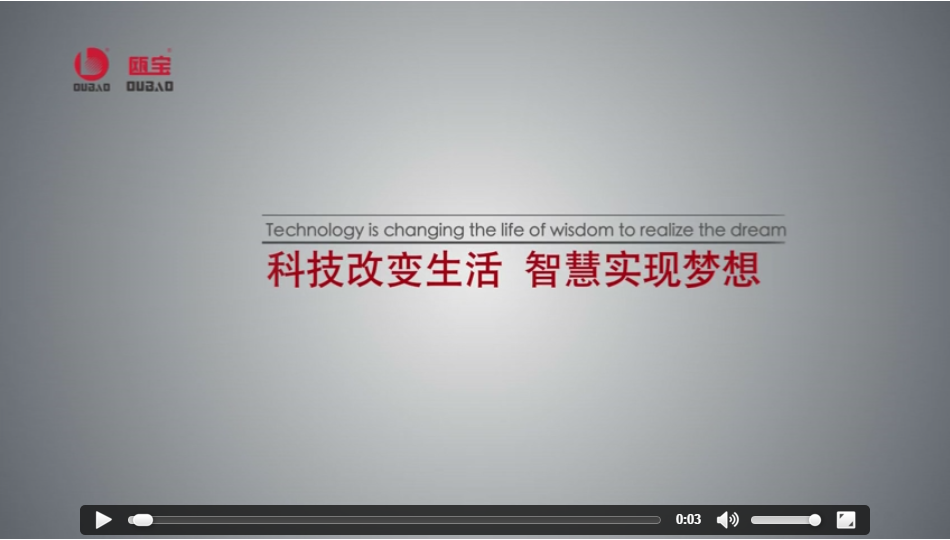 瓯宝
OUBAO OUBAO
Technology is changing the life of wisdom to realize the dream
科技改变生活 智慧实现梦想
0:03